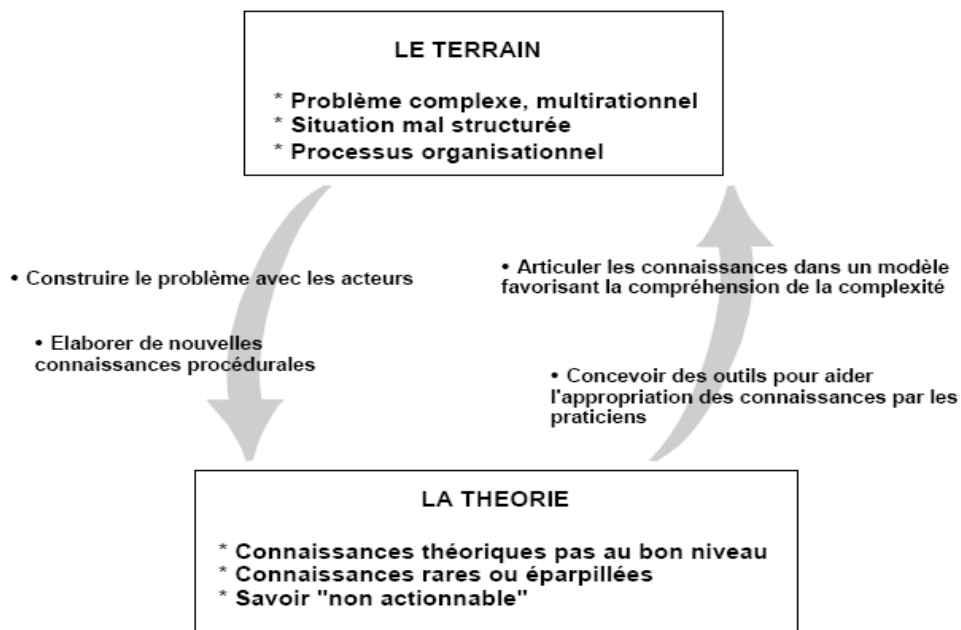 LE TERRAIN
* Problème complexe, multirationnel
* Situation mal structurée
* Processus organisationnel
• Construire le problème avec les acteurs
• Elaborer de nouvelles
connaissances procédurales
• Articuler les connaissances dans un modèle
favorisant la compréhension de la complexité
• Concevoir des outils pour aider
l'appropriation des connaissances par les
praticiens
LA THEORIE
* Connaissances théoriques pas au bon niveau
* Connaissances rares ou éparpillées
* Savoir "non actionnable"